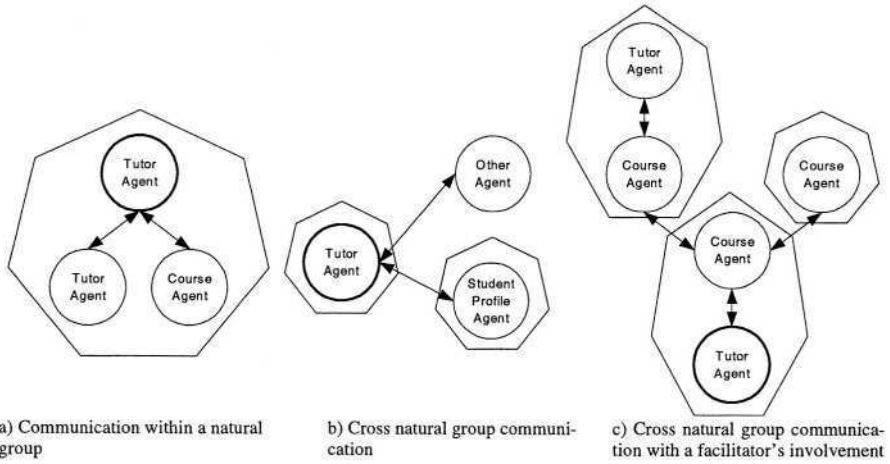 Tutor
Agent
Tutor
Agent
Course
Agent
a) Communication within a natural
group
Other
Agent
Tutor
Agent
Student
Profile
Agent
b) Cross natural group communi-
cation
Tutor
Agent
Course
Agent
Course
Agent
Course
Agent
Tutor
Agent
c) Cross natural group communica-
tion with a facilitator's involvement